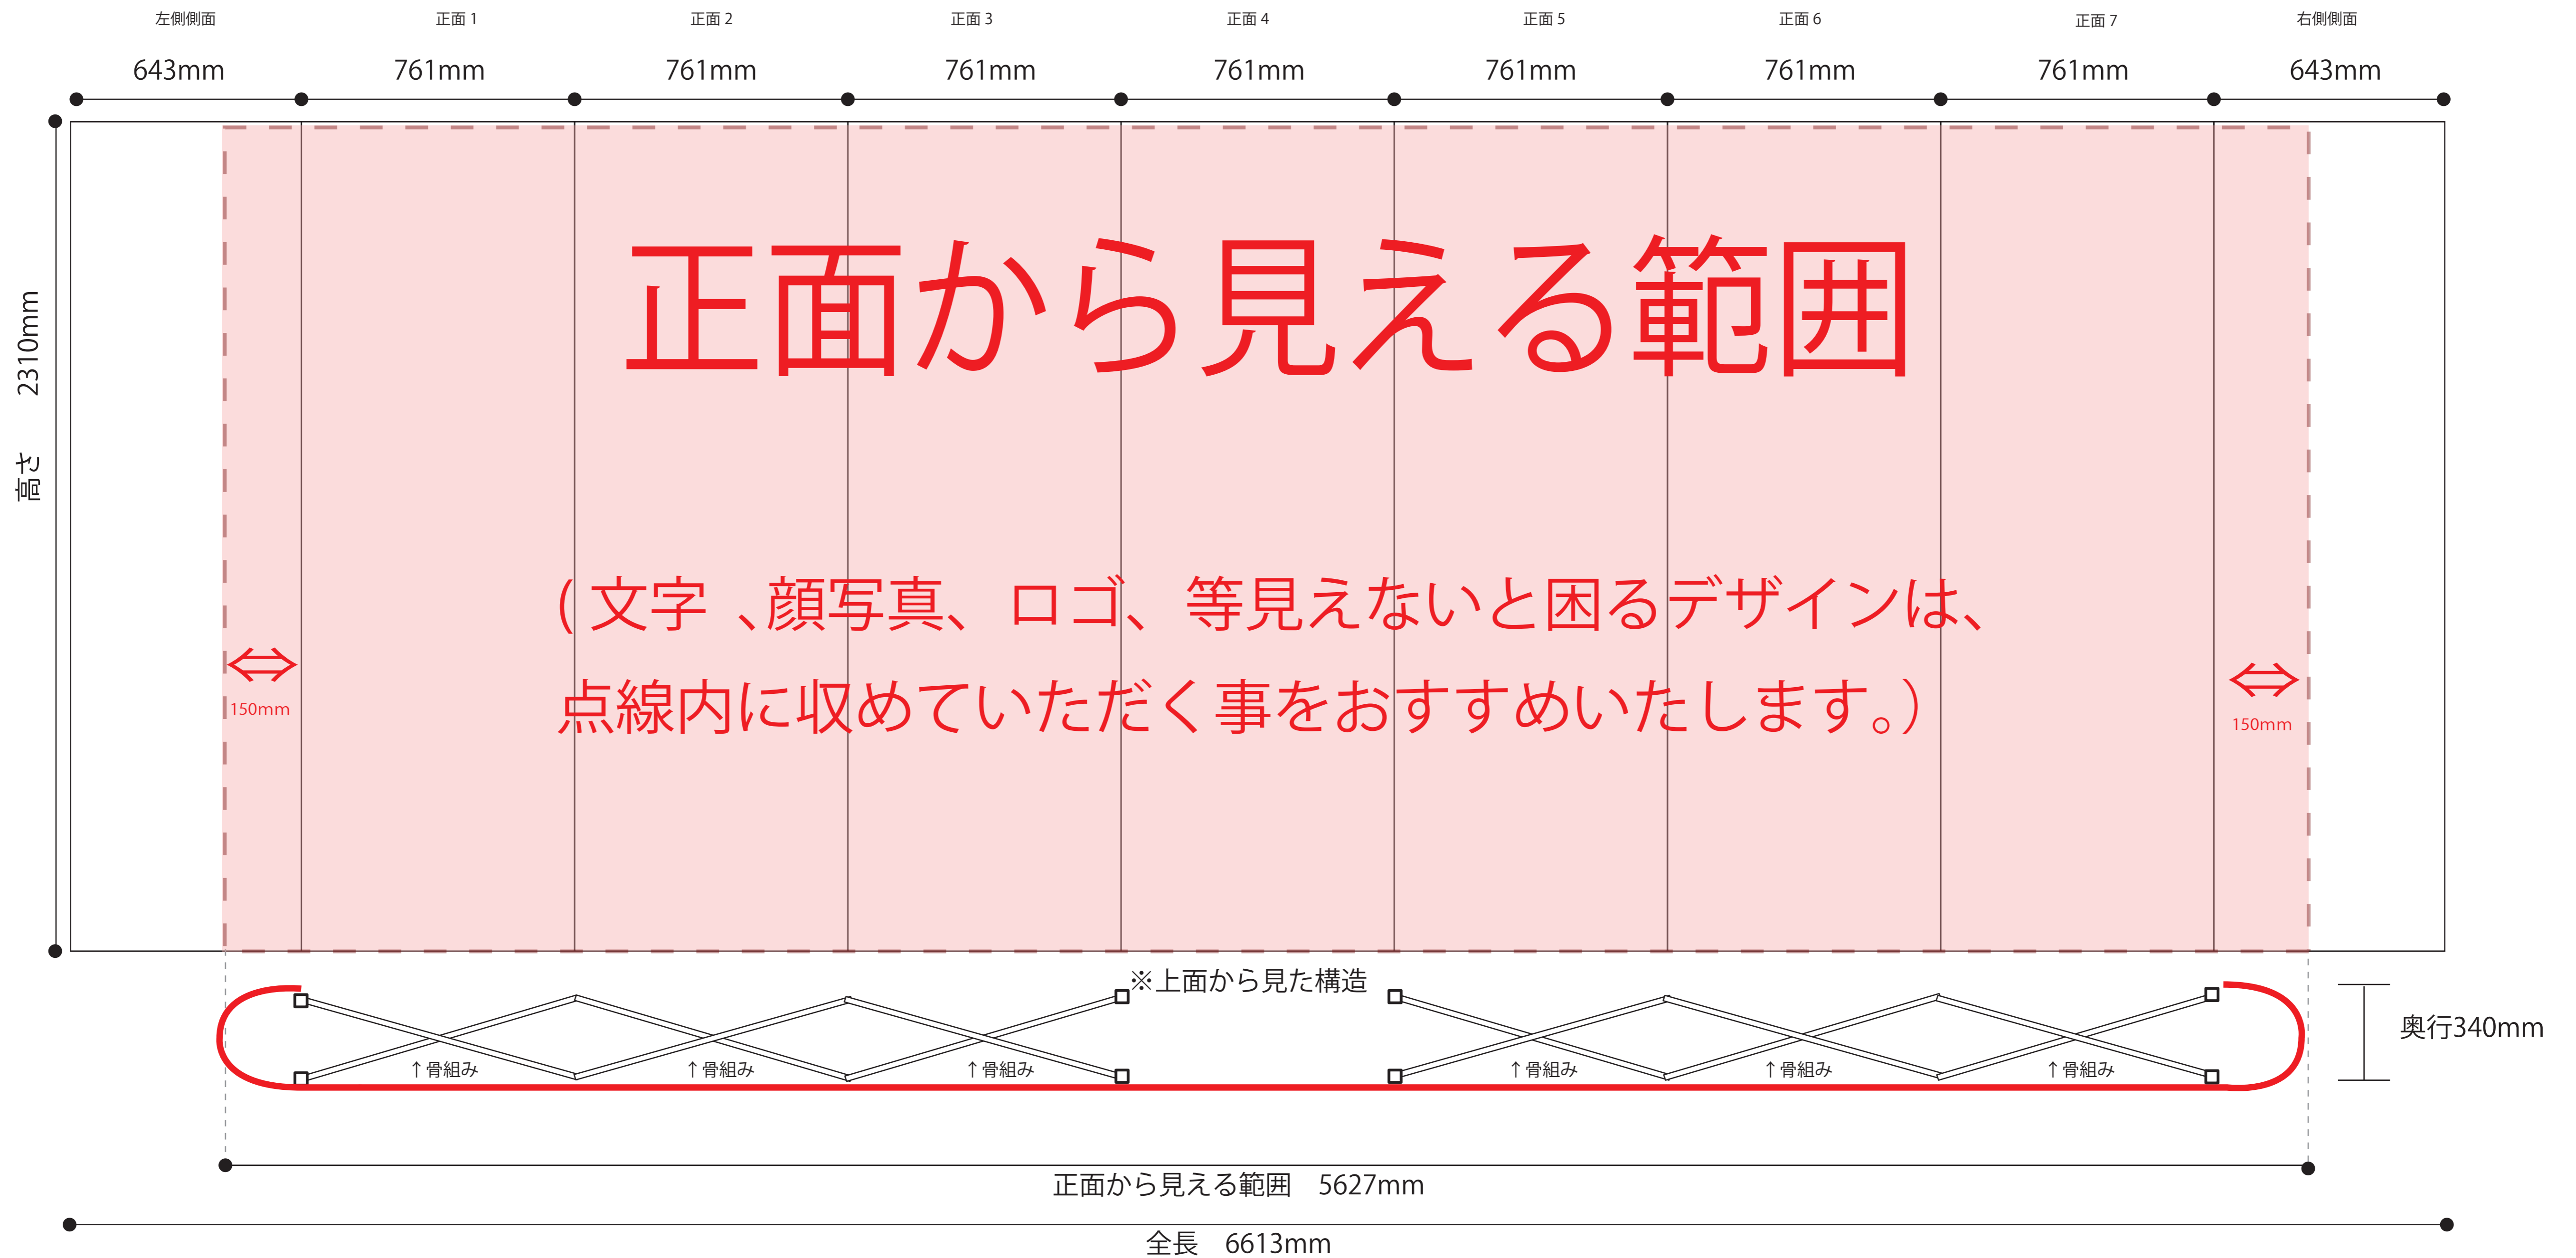 左側側面 正面 1 正面 2 正面 3 正面 4 正面 5 正面 6 正面 7 右側側面
643mm 761mm 761mm 761mm 761mm 761mm 761mm 761mm 643mm
高さ 2310mm
正面から見える範囲
( 文字 、顔写真、ロゴ、等見えないと困るデザインは、
点線内に収めていただく事をおすすめいたします。）
150mm
150mm
※上面から見た構造
↑骨組み ↑骨組み ↑骨組み ↑骨組み ↑骨組み ↑骨組み
奥行340mm
正面から見える範囲 5627mm
全長 6613mm